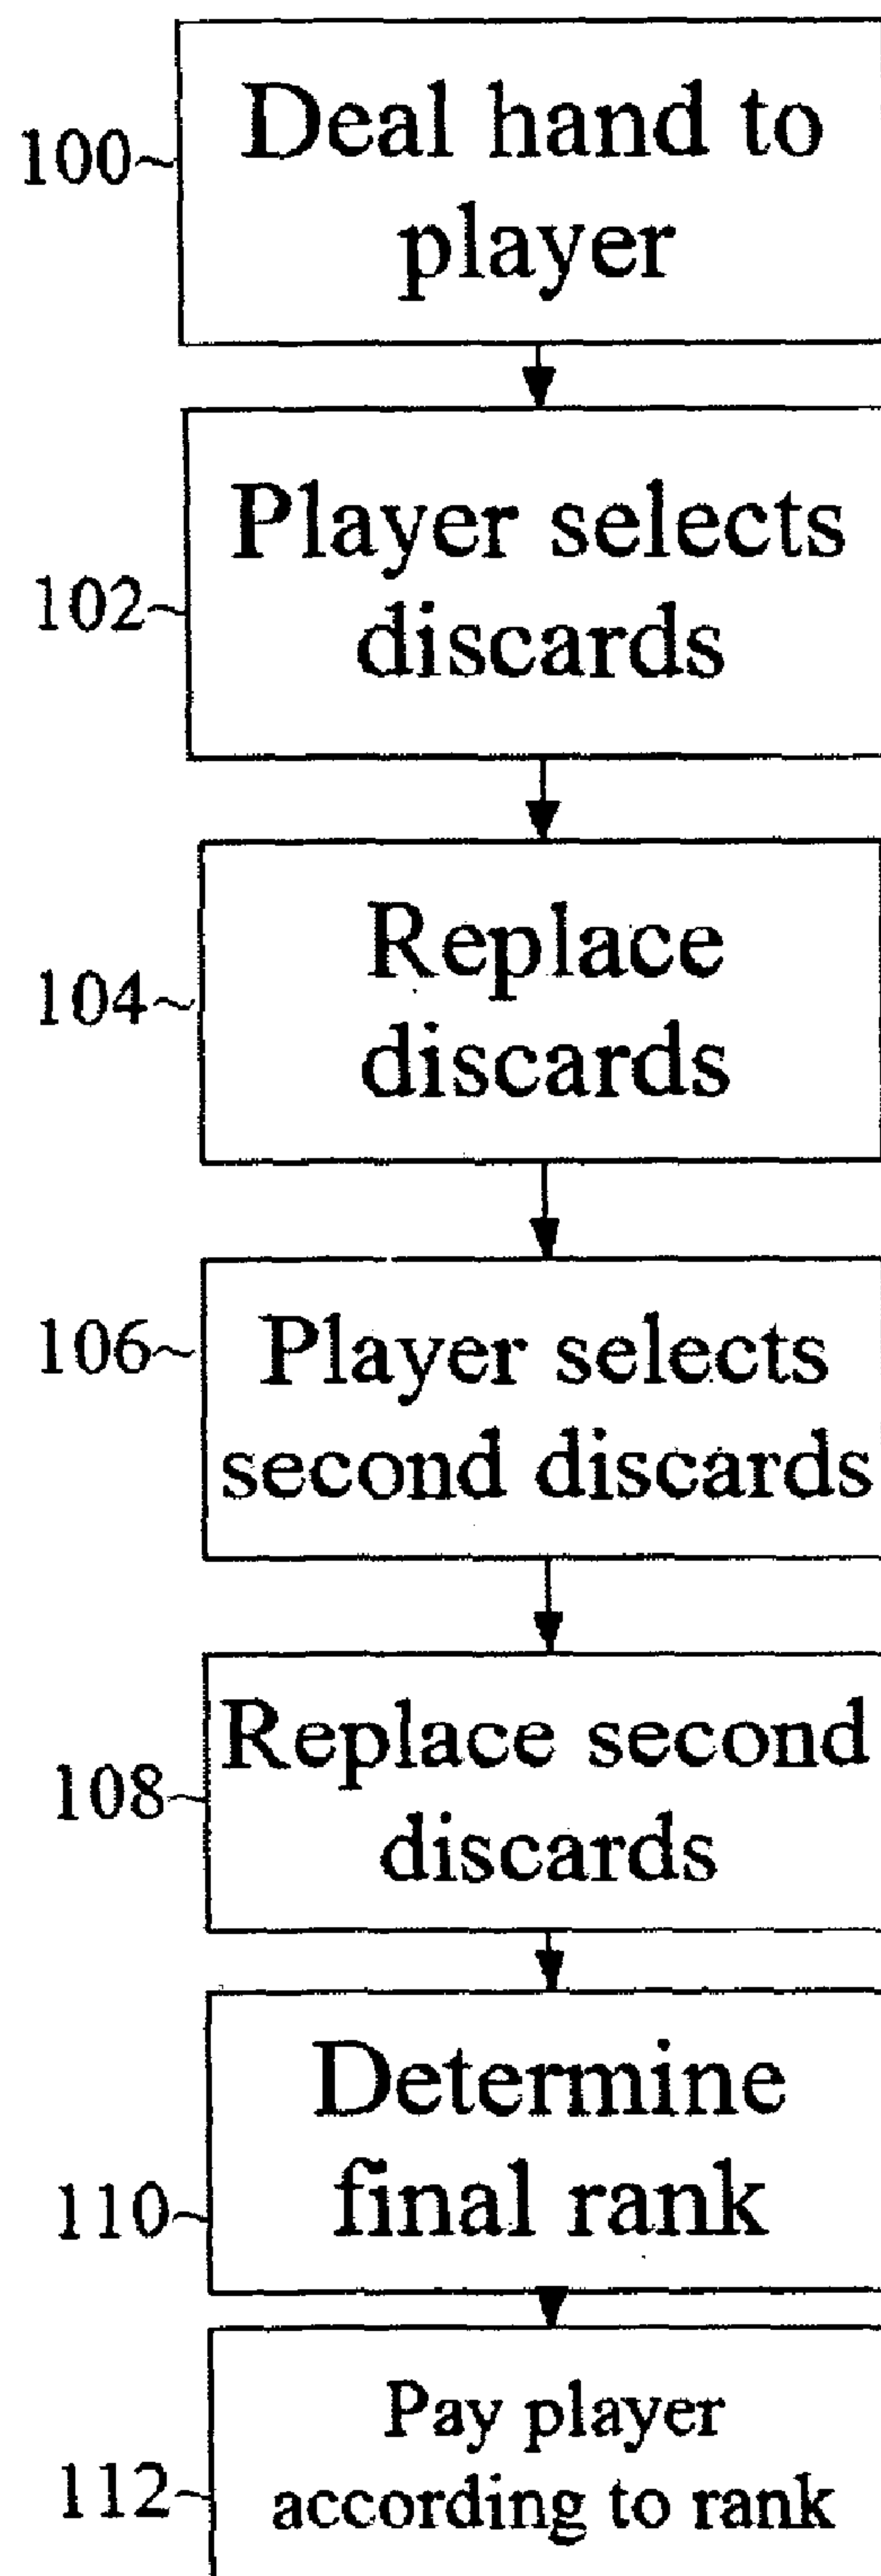 100
Deal hand to
player
102
Player selects
discards
104
Replace
discards
106
Player selects
second discards
108
Replace second
discards
110
Determine
final rank
112
Pay player
according to rank